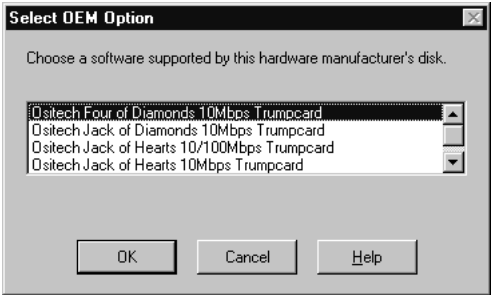 Select OEM Option
Choose a software supported by this hardware manufacturer's disk.
Ositech Four of Diamonds 10Mbps Trumpcard
Ositech Jack of Diamonds 10Mbps Trumpcard
Ositech Jack of Hearts 10/100Mbps Trumpcard
Ositech Jack of Hearts 10Mbps Trumpcard
OK Cancel Help